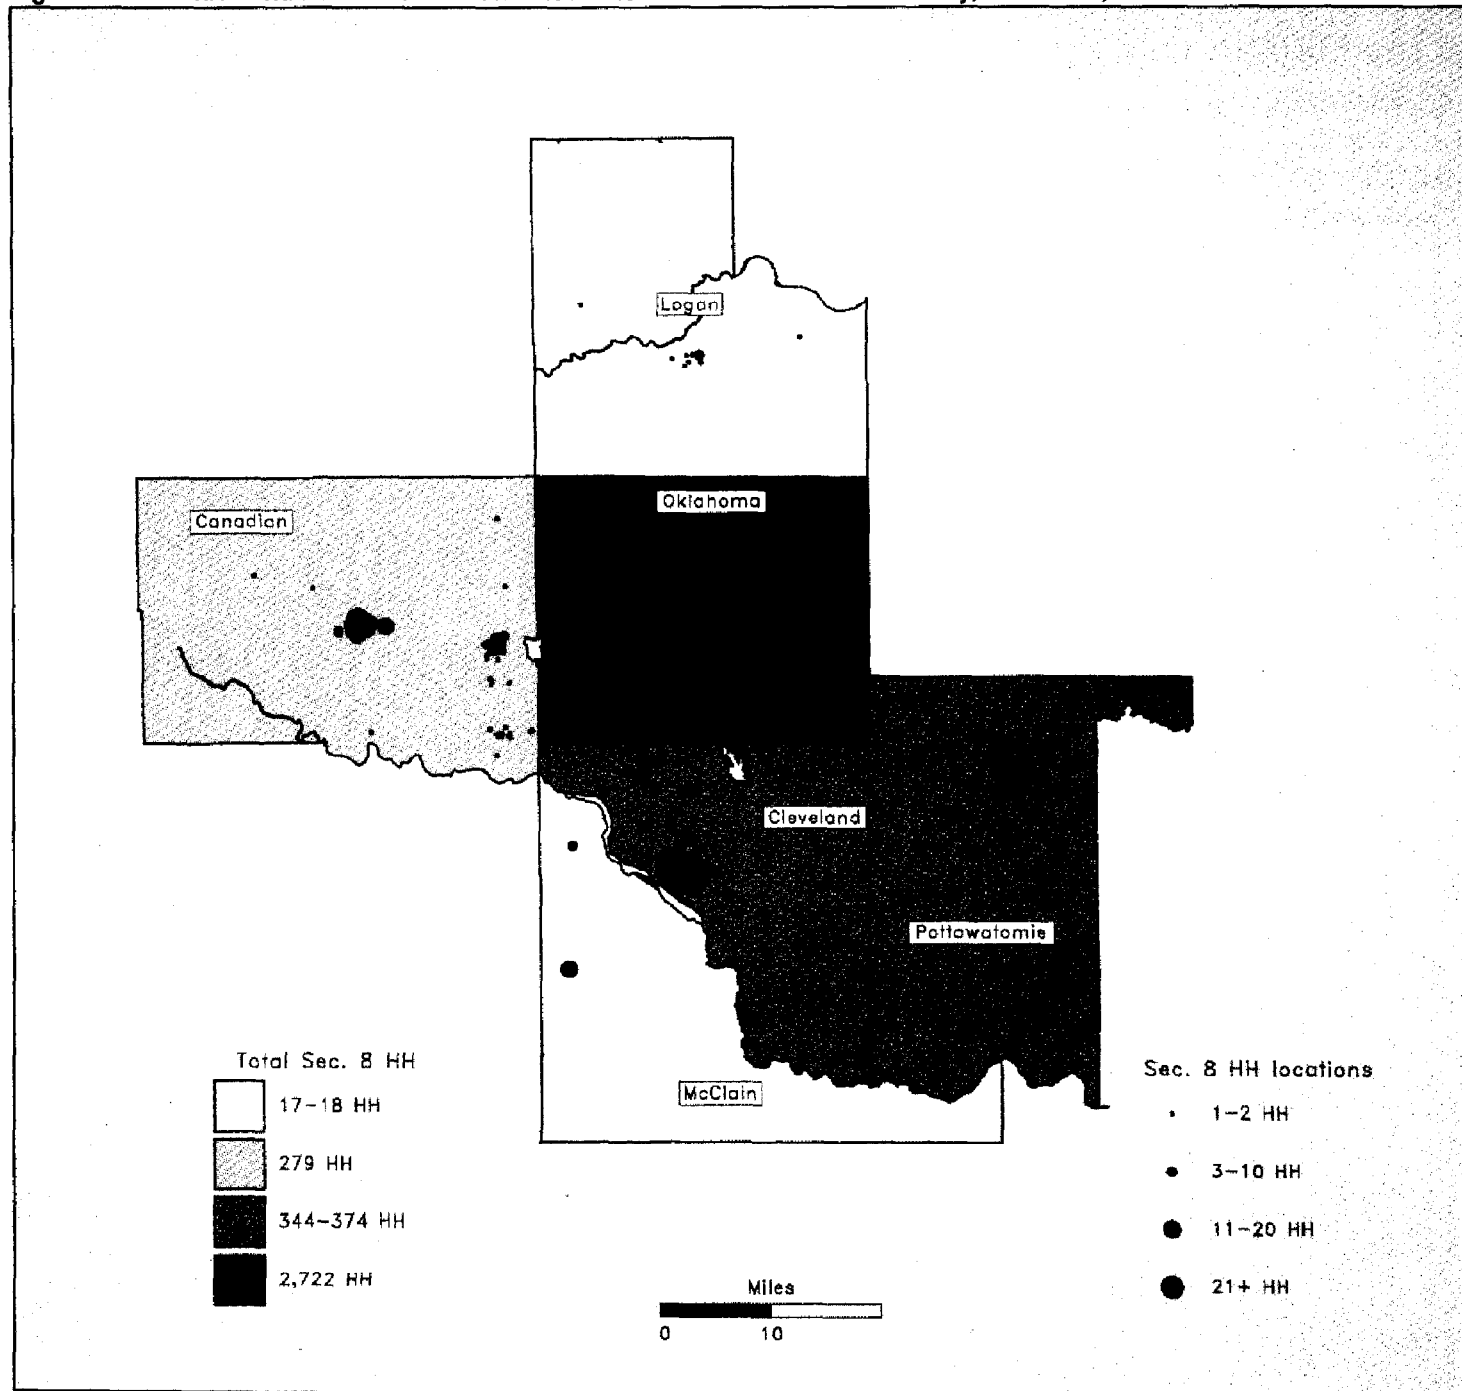 Logan
Oklahoma
Canadian
Cleveland
Pottawatomie
McClain
Total Sec. 8 HH
17-18 HH
279 HH
344-374 HH
2,722 HH
Miles
0 10
Sec. 8 HH locations
1-2 HH
3-10 HH
11-20 HH
21+ HH